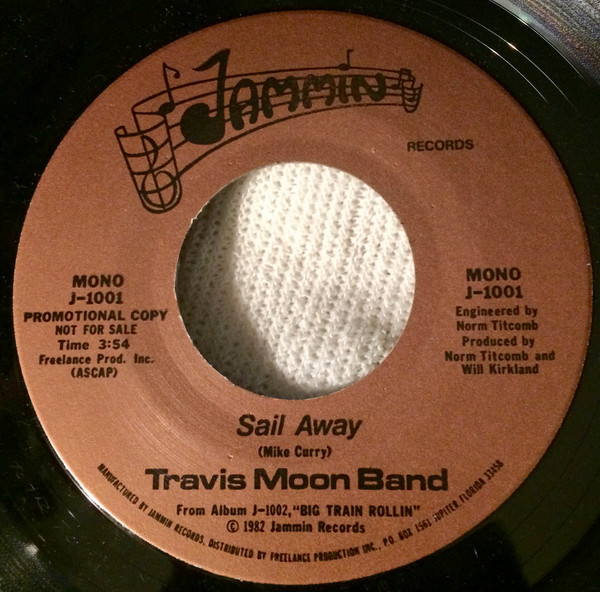 JAMMIN
RECORDS
MONO
J-1001
PROMOTIONAL COPY
NOT FOR SALE
Time 3:54
Freelance Prod. Inc.
(ASCAP)
MONO
J-1001
Engineered by
Norm Titcomb
Produced by
Norm Titcomb and
Will Kirkland
Sail Away
(Mike Curry)
Travis Moon Band
From Album J-1002, "BIG TRAIN ROLLIN"
© 1982 Jammin Records
MANUFACTURED BY JAMMIN RECORDS, DISTRIBUTED BY FREELANCE PRODUCTION INC., P.O. BOX 1561 JUPITER, FLORIDA 33458